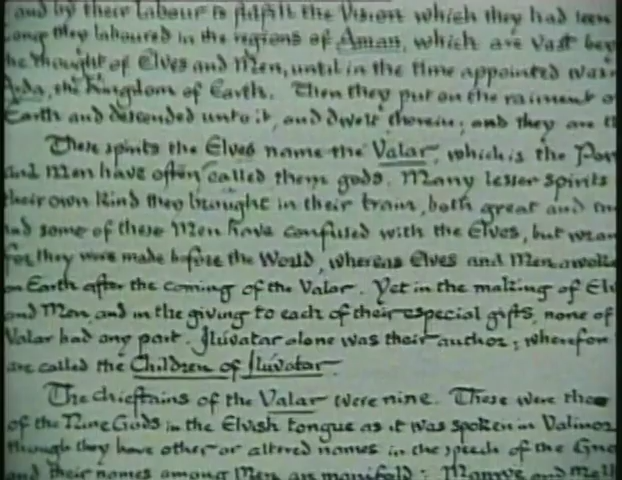 and by their labour is fulfilt the Vision which they had seen
Long they laboured in the regions of Aman, which are vast bey
he thought of Elves and Men, until in the time appointed was
Arda, the Kingdom of Earth. Then they put on the raiment o
Earth and descended unto it, and dwelt therein; and they are th
These spirits the Elves name the Valar, which is the Pow
and Men have often called them gods. Many lesser spirits
their own kind they brought in their train, both great and sm
and some of these Men have confused with the Elves, but wron
for they were made before the World, whereas Elves and Men awoke
on Earth after the coming of the Valar. Yet in the making of Elv
and Men, and in the giving to each of their especial gifts, none of
Valar had any part. Ilúvatar alone was their author; wherefor
are called the Children of Ilúvatar.
The chieftains of the Valar were nine. These were the
of the Nine Gods in the Elvish tongue as it was spoken in Valinor
though they have other or altered names in the speech of the Gno
and their names among Men are manifold: Manwe and Melk